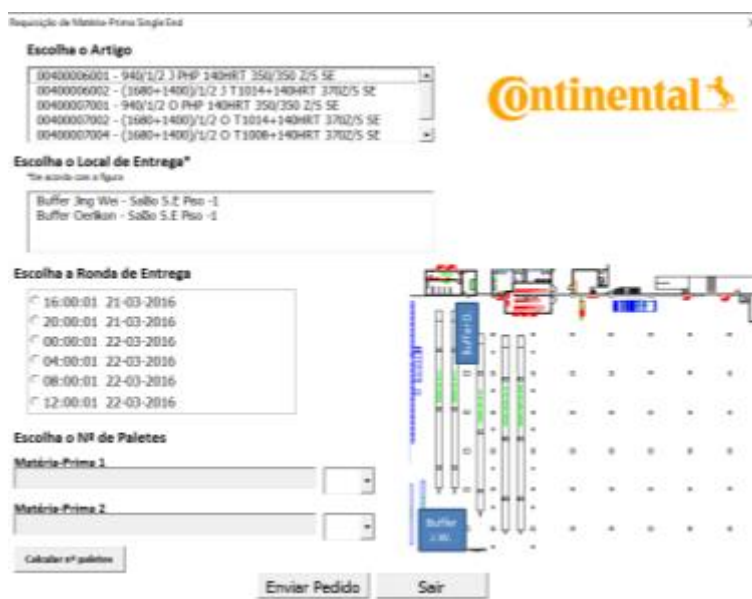 Requisição de Matéria-Prima Single End
Escolha o Artigo
00400006001 - 940/1/2 J PHP 140HRT 350/350 Z/S SE
00400006002 - (1680+1400)/1/2 J T1014+140HRT 370Z/S SE
00400007001 - 940/1/2 O PHP 140HRT 350/350 Z/S SE
00400007002 - (1680+1400)/1/2 O T1014+140HRT 370Z/S SE
00400007004 - (1680+1400)/1/2 O T1008+140HRT 370Z/S SE
Continental
Escolha o Local de Entrega*
*De acordo com a figura
Buffer Jing Wei - Salão S.E Piso -1
Buffer Oerlikon - Salão S.E Piso -1
Escolha a Ronda de Entrega
16:00:01 21-03-2016
20:00:01 21-03-2016
00:00:01 22-03-2016
04:00:01 22-03-2016
08:00:01 22-03-2016
12:00:01 22-03-2016
Buffer O.
Buffer
Escolha o Nº de Paletes
Matéria-Prima 1
Matéria-Prima 2
Calcular nº paletes
Enviar Pedido
Sair